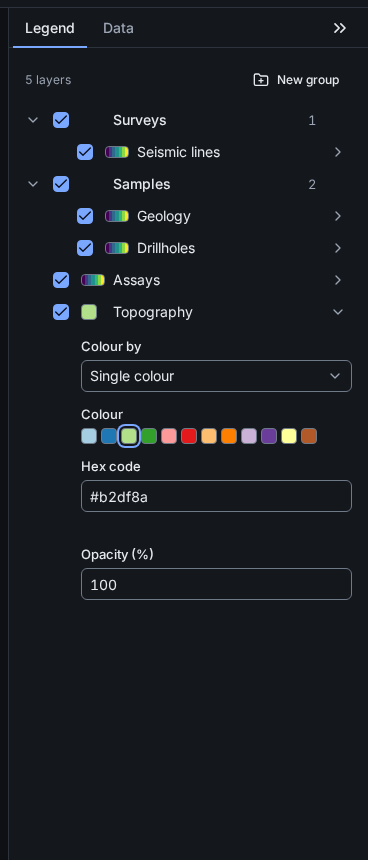 Legend Data
5 layers New group
Surveys 1
Seismic lines
Samples 2
Geology
Drillholes
Assays
Topography
Colour by
Single colour
Colour
Hex code
#b2df8a
Opacity (%)
100